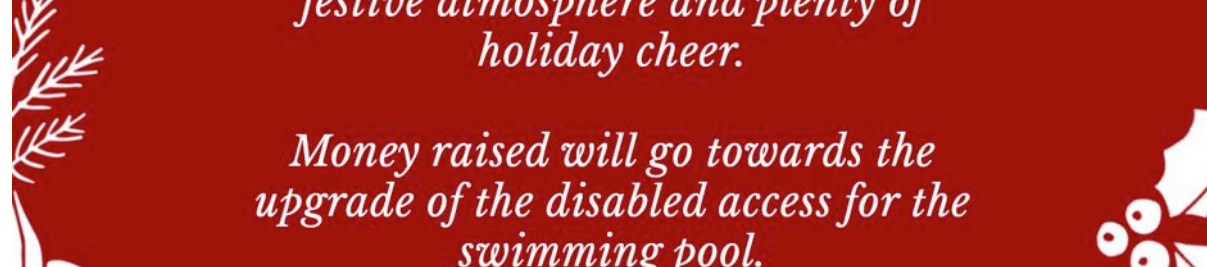 festive atmosphere and plenty of
holiday cheer.
Money raised will go towards the
upgrade of the disabled access for the
swimming pool.